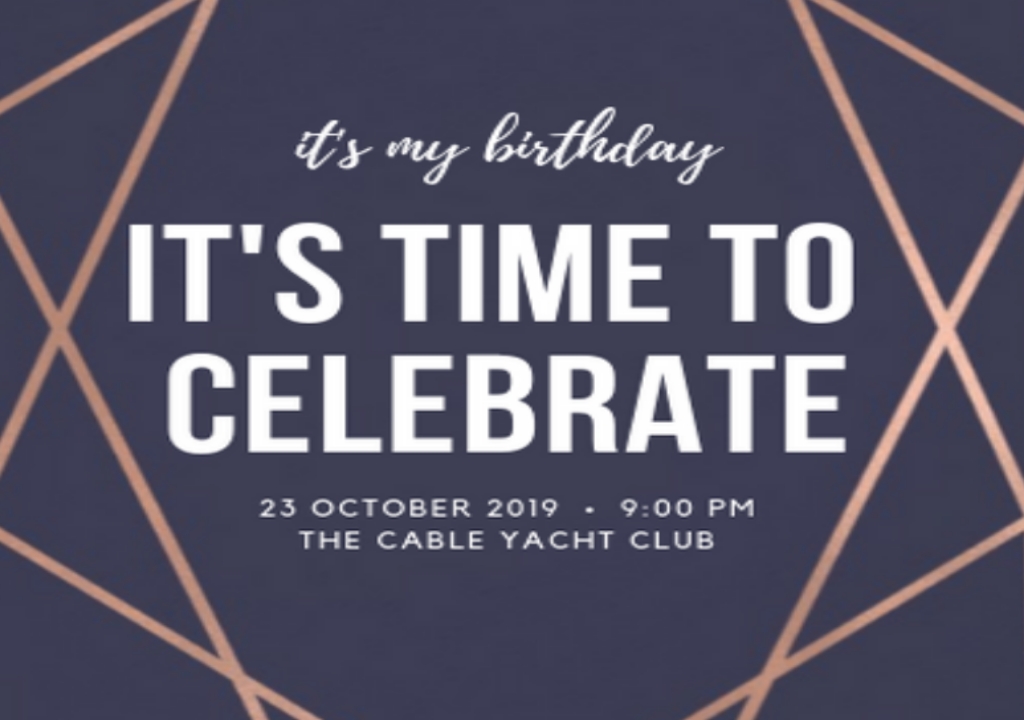 it's my birthday
IT'S TIME TO
CELEBRATE
23 OCTOBER 2019 • 9:00 PM
THE CABLE YACHT CLUB